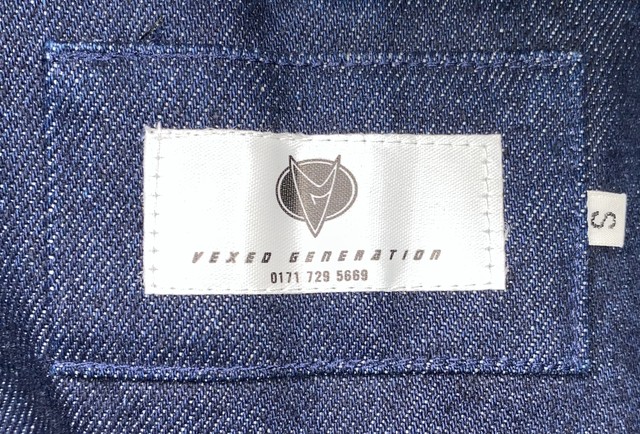 VEXED GENERATION
0171 729 5669
S